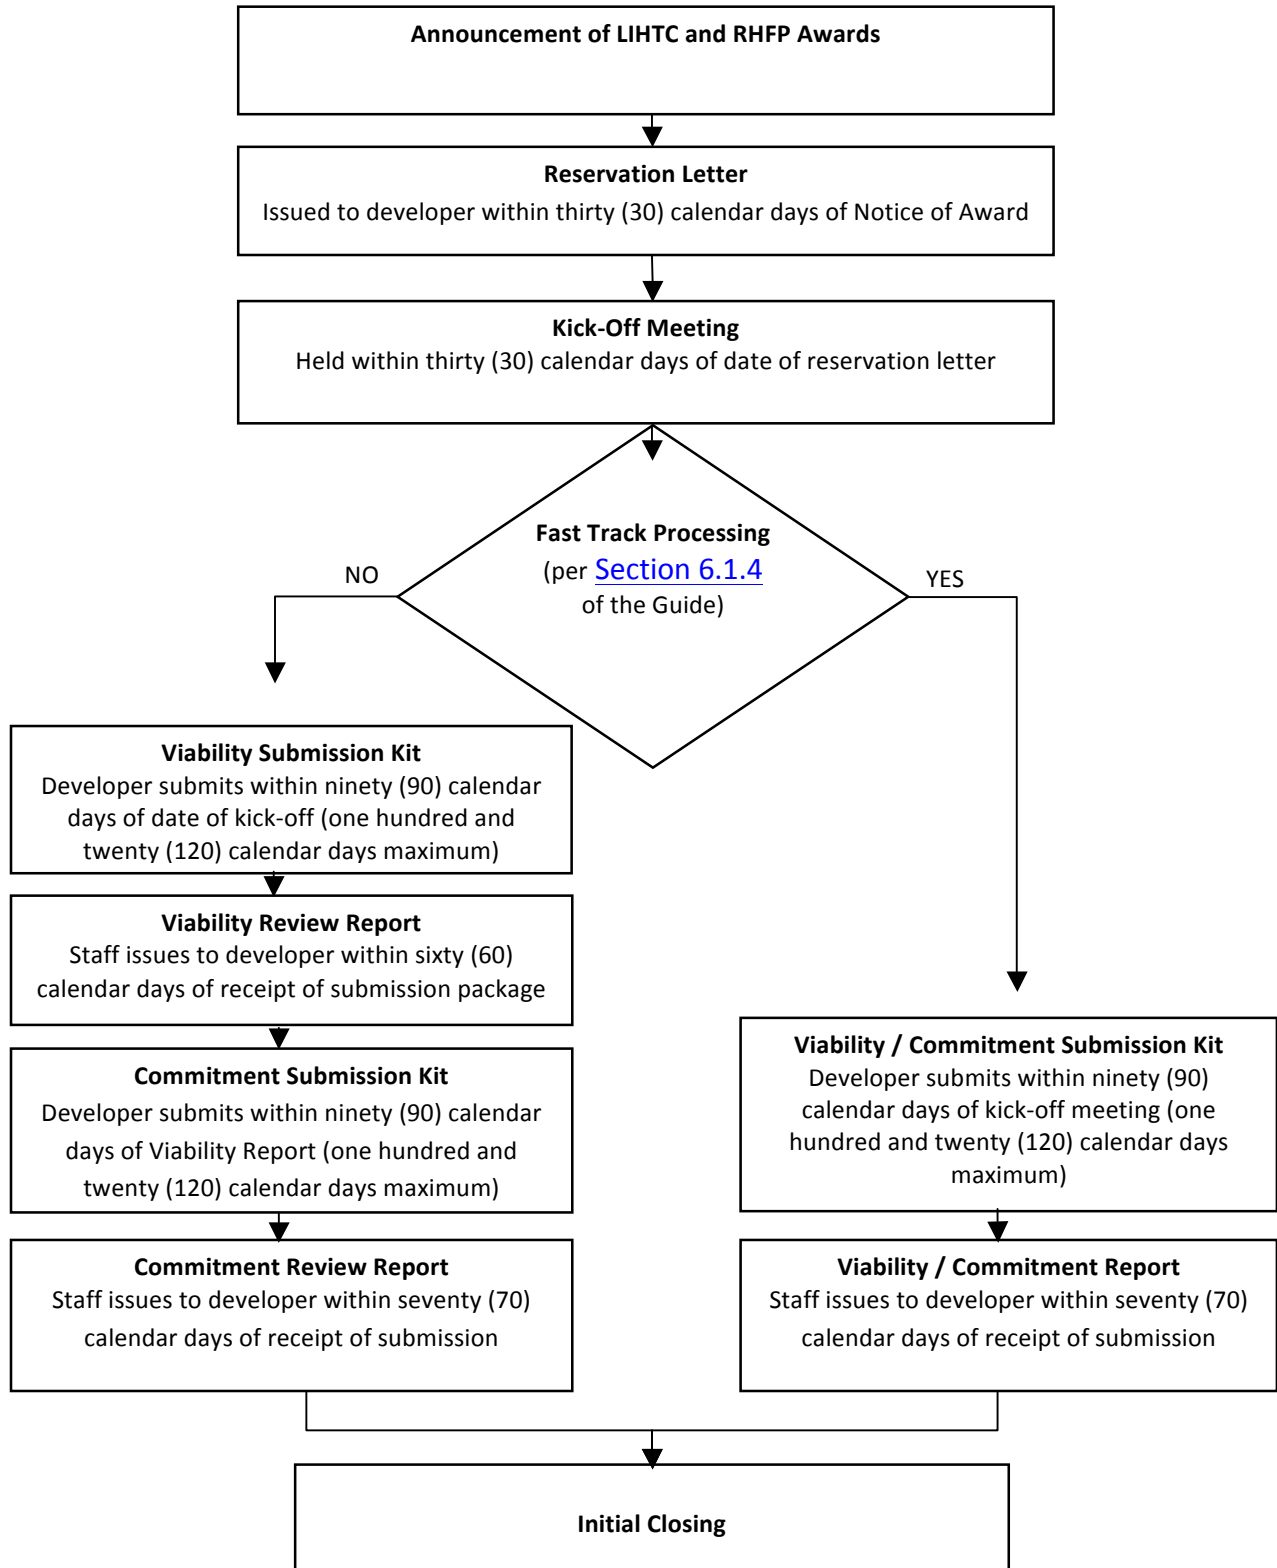 Announcement of LIHTC and RHFP Awards
Reservation Letter
Issued to developer within thirty (30) calendar days of Notice of Award
Kick-Off Meeting
Held within thirty (30) calendar days of date of reservation letter
Fast Track Processing
(per Section 6.1.4
of the Guide)
NO
YES
Viability Submission Kit
Developer submits within ninety (90) calendar
days of date of kick-off (one hundred and
twenty (120) calendar days maximum)
Viability Review Report
Staff issues to developer within sixty (60)
calendar days of receipt of submission package
Commitment Submission Kit
Developer submits within ninety (90) calendar
days of Viability Report (one hundred and
twenty (120) calendar days maximum)
Commitment Review Report
Staff issues to developer within seventy (70)
calendar days of receipt of submission
Viability / Commitment Submission Kit
Developer submits within ninety (90)
calendar days of kick-off meeting (one
hundred and twenty (120) calendar days
maximum)
Viability / Commitment Report
Staff issues to developer within seventy (70)
calendar days of receipt of submission
Initial Closing